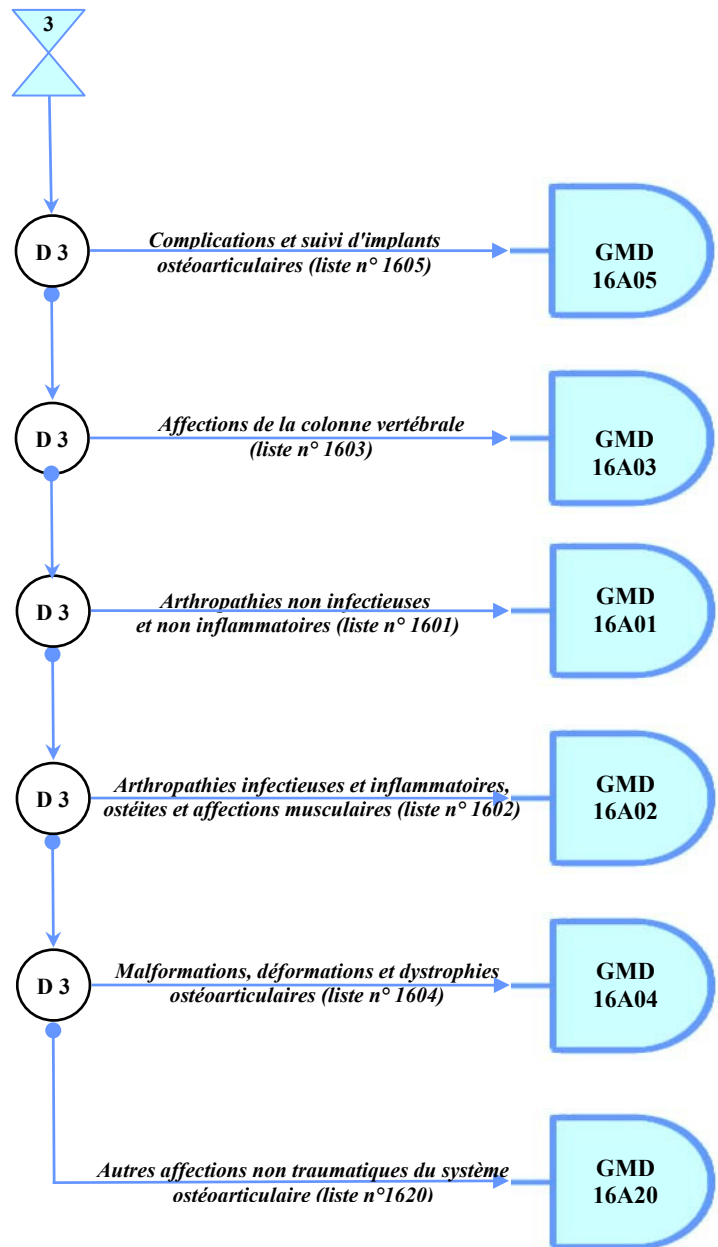 3
D 3
Complications et suivi d'implants
ostéoarticulaires (liste n° 1605)
GMD
16A05
D 3
Affections de la colonne vertébrale
(liste n° 1603)
GMD
16A03
D 3
Arthropathies non infectieuses
et non inflammatoires (liste n° 1601)
GMD
16A01
D 3
Arthropathies infectieuses et inflammatoires,
ostéites et affections musculaires (liste n° 1602)
GMD
16A02
D 3
Malformations, déformations et dystrophies
ostéoarticulaires (liste n° 1604)
GMD
16A04
Autres affections non traumatiques du système
ostéoarticulaire (liste n°1620)
GMD
16A20